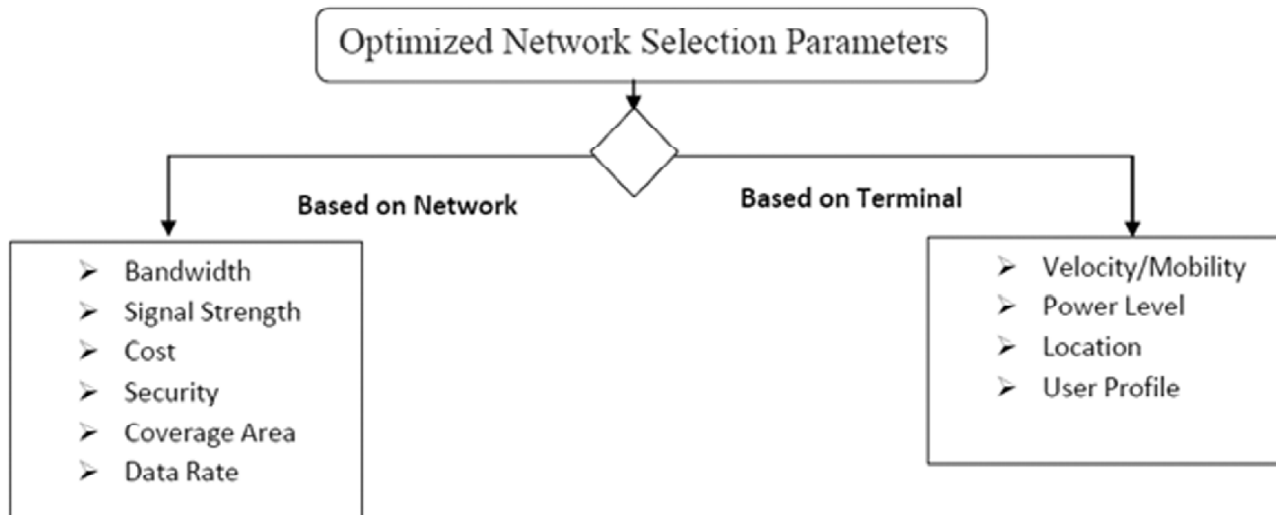 Optimized Network Selection Parameters
Based on Network
Based on Terminal
➢ Bandwidth
➢ Signal Strength
➢ Cost
➢ Security
➢ Coverage Area
➢ Data Rate
➢ Velocity/Mobility
➢ Power Level
➢ Location
➢ User Profile